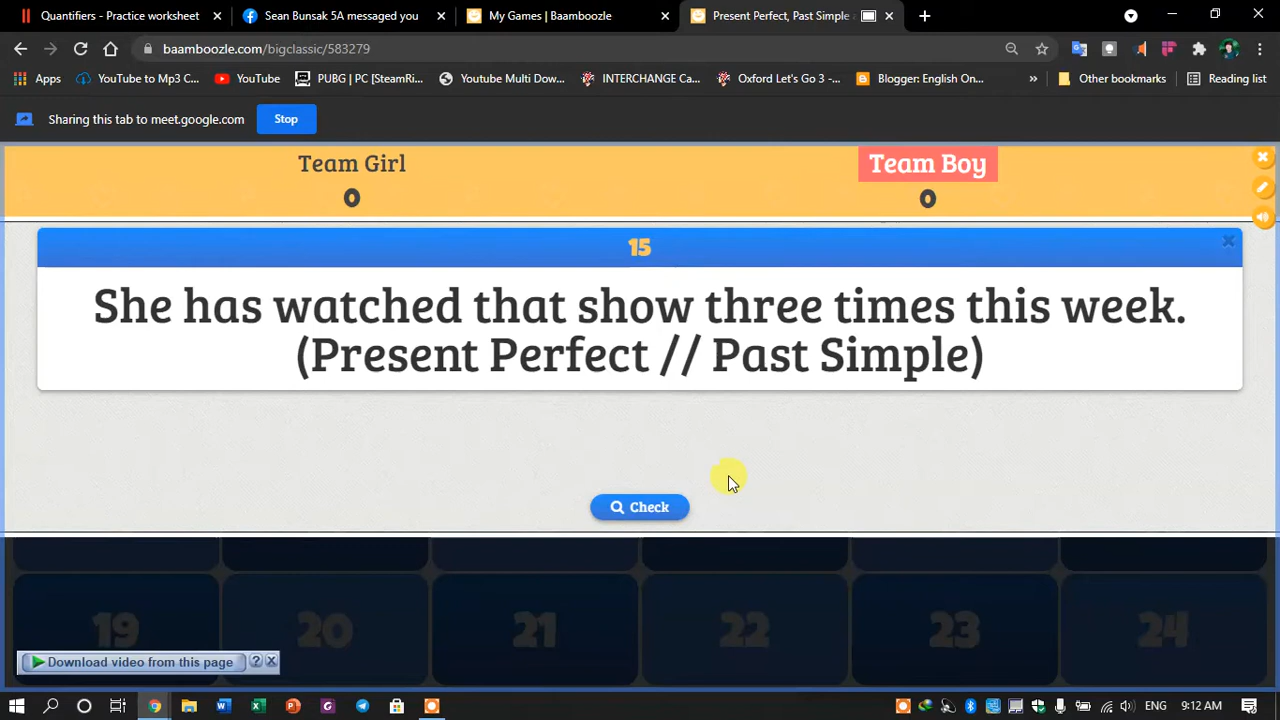 Quantifiers - Practice worksheet
Sean Bunsak 5A messaged you
My Games | Baamboozle
Present Perfect, Past Simple
baamboozle.com/bigclassic/583279
Apps
YouTube to Mp3 C...
YouTube
PUBG | PC [SteamRi...
Youtube Multi Dow...
INTERCHANGE Ca...
Oxford Let's Go 3 -...
Blogger: English On...
»
Other bookmarks
Reading list
Sharing this tab to meet.google.com
Stop
Team Girl
Team Boy
0
0
15
She has watched that show three times this week.
(Present Perfect // Past Simple)
Check
19 20 21 22 23 24
Download video from this page
?
ENG
9:12 AM